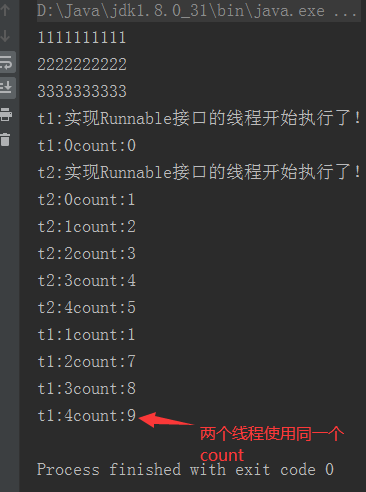 D:\Java\jdk1.8.0_31\bin\java.exe ...
1111111111
2222222222
3333333333
t1:实现Runnable接口的线程开始执行了!
t1:0count:0
t2:实现Runnable接口的线程开始执行了!
t2:0count:1
t2:1count:2
t2:2count:3
t2:3count:4
t2:4count:5
t1:1count:1
t1:2count:7
t1:3count:8
t1:4count:9
两个线程使用同一个
count
Process finished with exit code 0